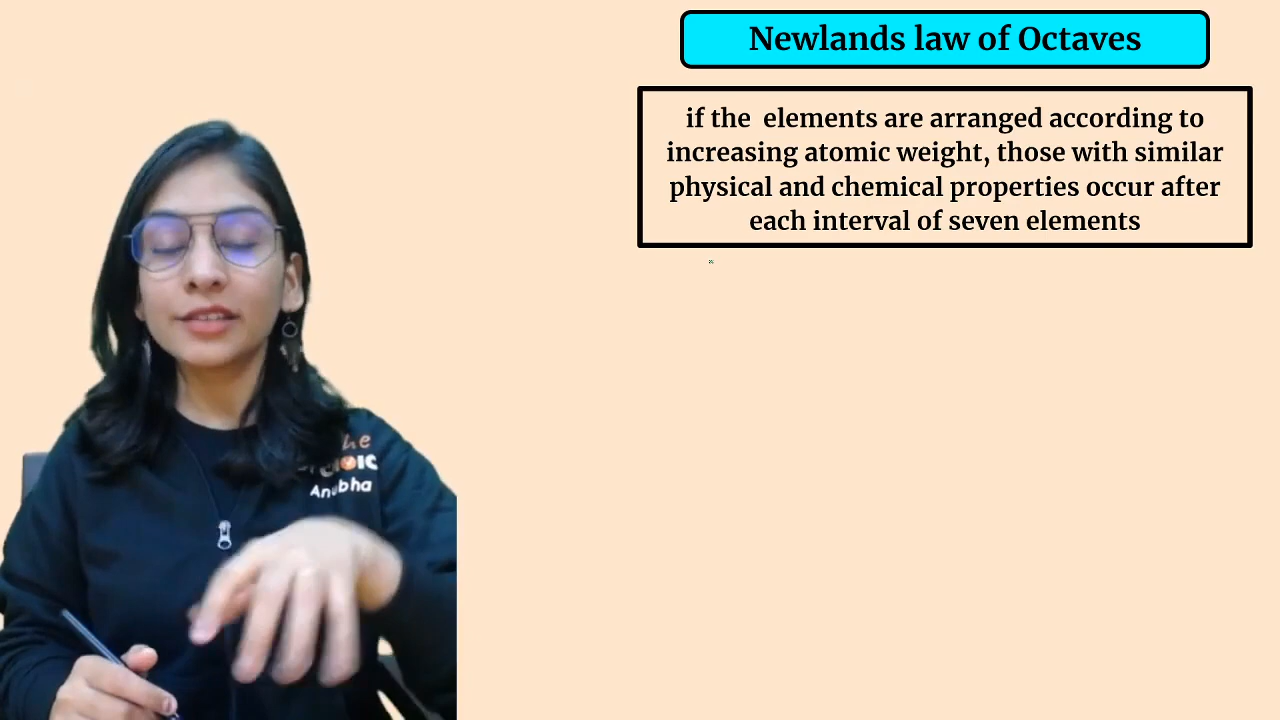 Newlands law of Octaves
if the  elements are arranged according to
increasing atomic weight, those with similar
physical and chemical properties occur after
each interval of seven elements
Anubha